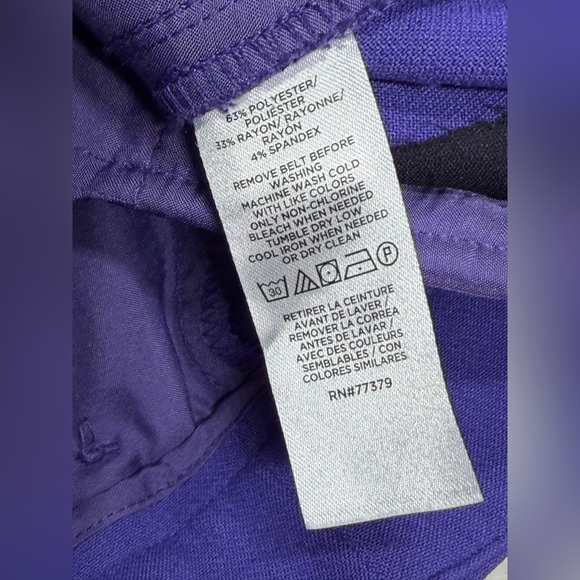 63% POLYESTER/
POLIESTER
33% RAYON/ RAYONNE/
RAYON
4% SPANDEX
REMOVE BELT BEFORE
WASHING
MACHINE WASH COLD
WITH LIKE COLORS
ONLY NON-CHLORINE
BLEACH WHEN NEEDED
TUMBLE DRY LOW
COOL IRON WHEN NEEDED
OR DRY CLEAN
30 P
RETIRER LA CEINTURE
AVANT DE LAVER /
REMOVER LA CORREA
ANTES DE LAVAR /
AVEC DES COULEURS
SEMBLABLES / CON
COLORES SIMILARES
RN#77379